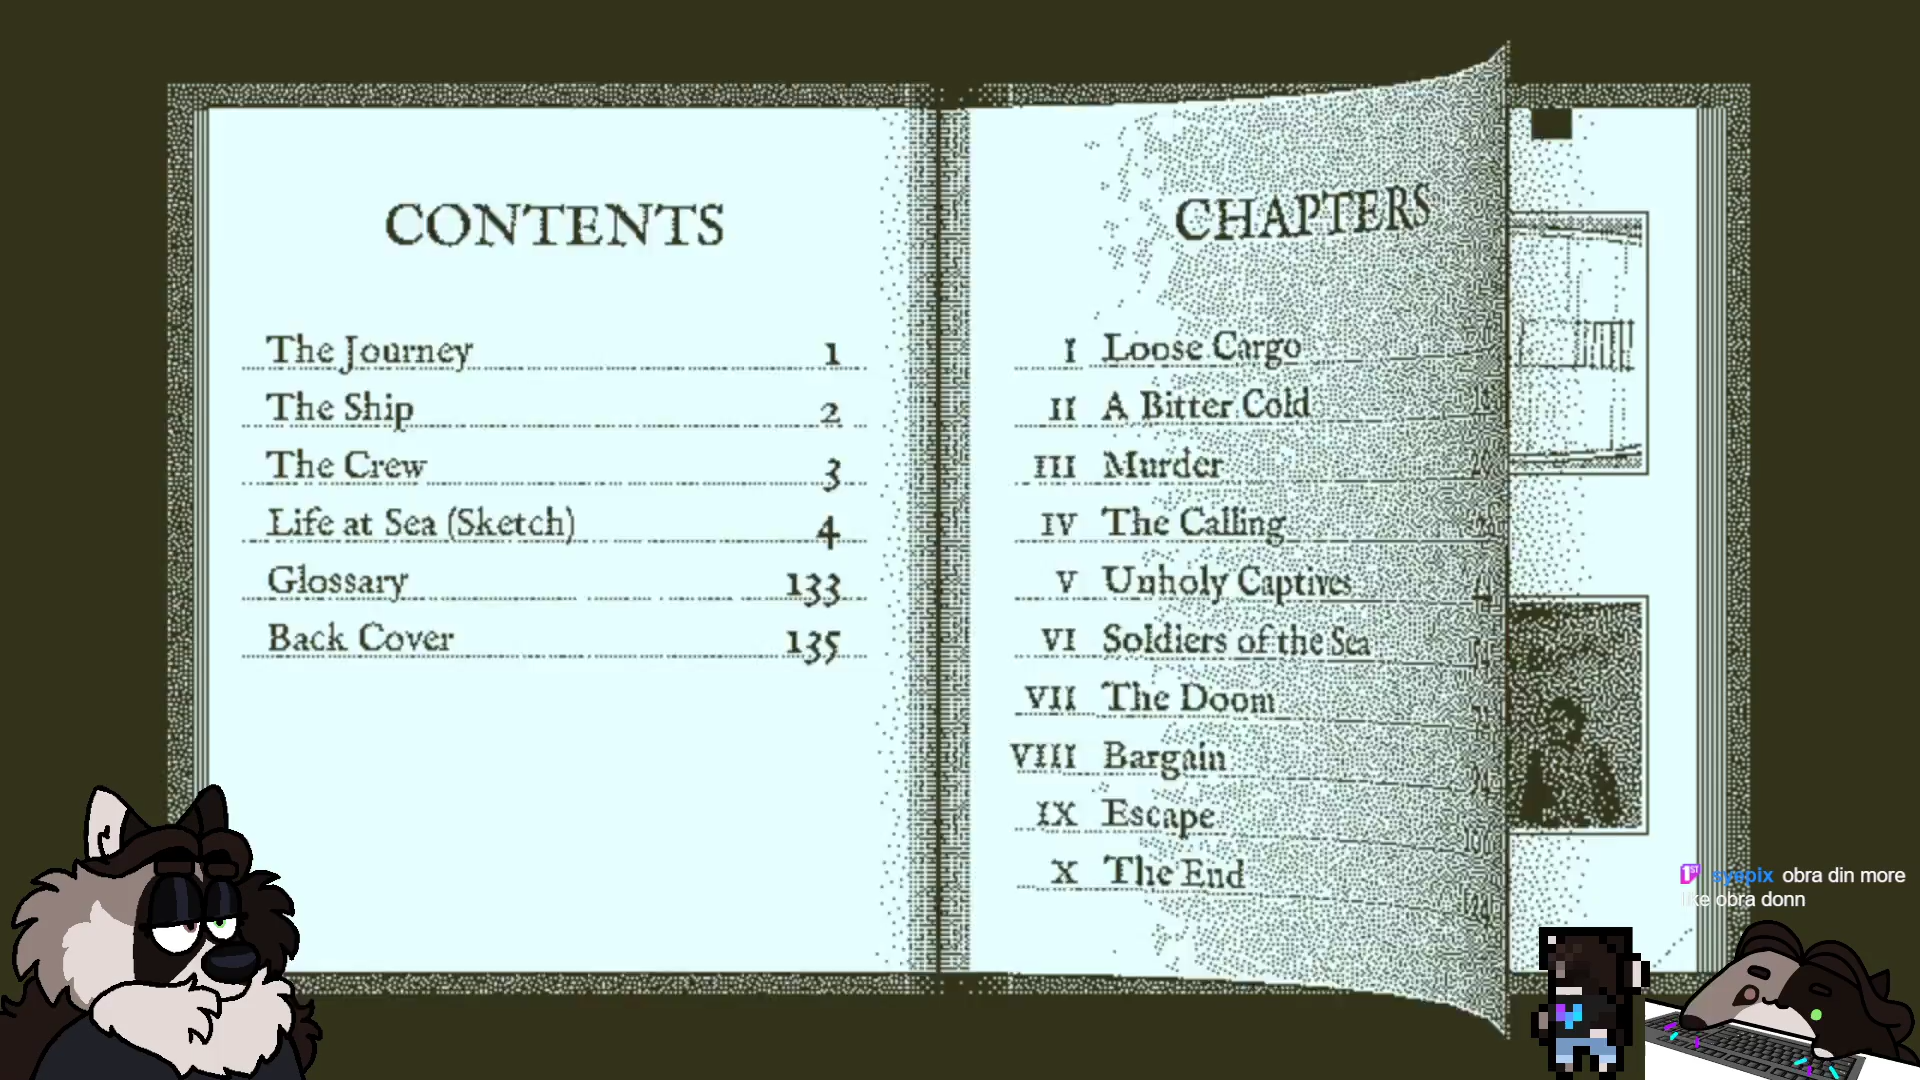 CONTENTS
The Journey 1
The Ship 2
The Crew 3
Life at Sea (Sketch) 4
Glossary 133
Back Cover 135
CHAPTERS
I Loose Cargo
II A Bitter Cold
III Murder
IV The Calling
V Unholy Captives
VI Soldiers of the Sea
VII The Doom
VIII Bargain
IX Escape
X The End
1ST syepix obra din more
like obra donn